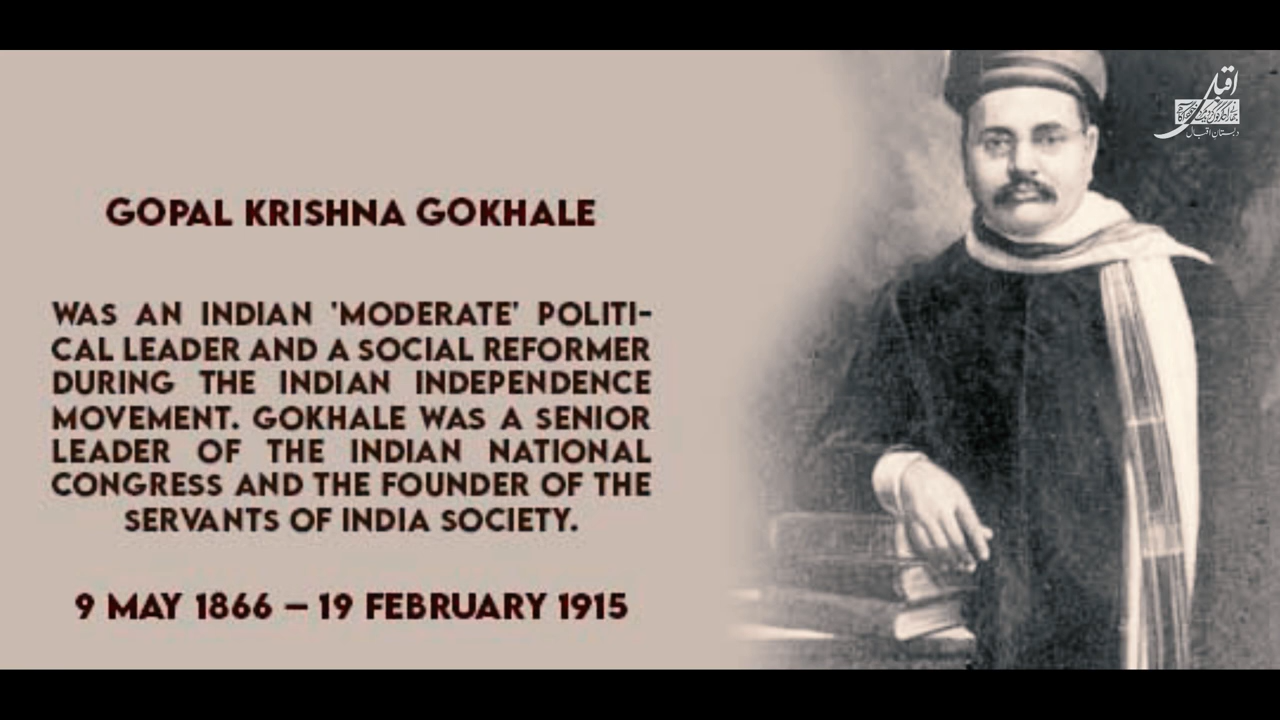 GOPAL KRISHNA GOKHALE
WAS AN INDIAN 'MODERATE' POLITI-
CAL LEADER AND A SOCIAL REFORMER
DURING THE INDIAN INDEPENDENCE
MOVEMENT. GOKHALE WAS A SENIOR
LEADER OF THE INDIAN NATIONAL
CONGRESS AND THE FOUNDER OF THE
SERVANTS OF INDIA SOCIETY.
9 MAY 1866 – 19 FEBRUARY 1915
دبستانِ اقبال